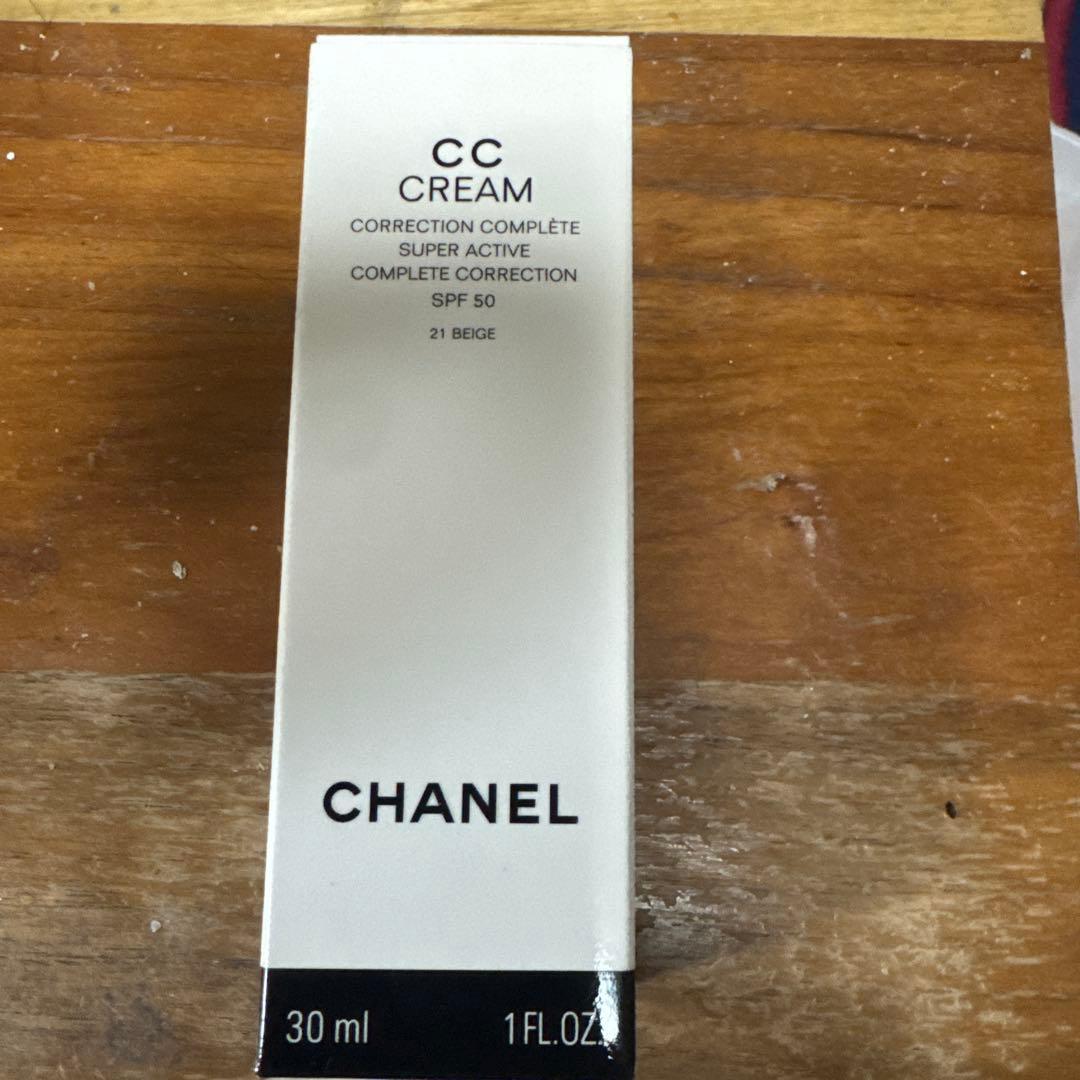 CC
CREAM
CORRECTION COMPLÈTE
SUPER ACTIVE
COMPLETE CORRECTION
SPF 50
21 BEIGE
CHANEL
30 ml 1 FL.OZ.